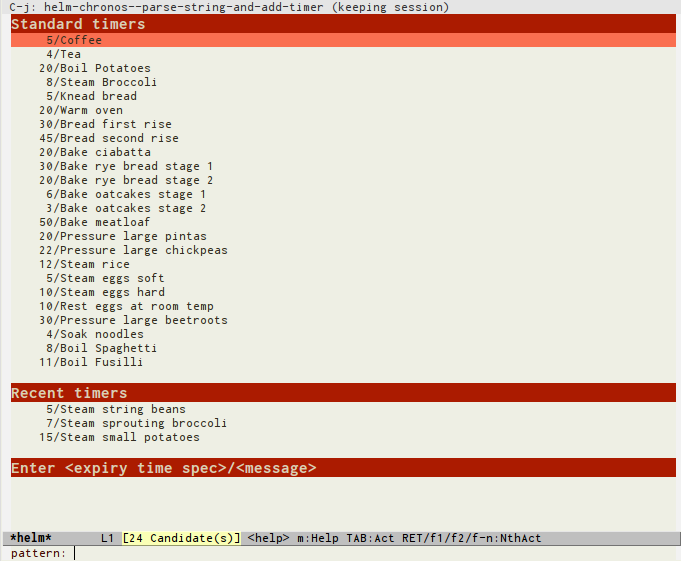 C-j: helm-chronos--parse-string-and-add-timer (keeping session)
Standard timers
5/Coffee
4/Tea
20/Boil Potatoes
8/Steam Broccoli
5/Knead bread
20/Warm oven
30/Bread first rise
45/Bread second rise
20/Bake ciabatta
30/Bake rye bread stage 1
20/Bake rye bread stage 2
6/Bake oatcakes stage 1
3/Bake oatcakes stage 2
50/Bake meatloaf
20/Pressure large pintas
22/Pressure large chickpeas
12/Steam rice
5/Steam eggs soft
10/Steam eggs hard
10/Rest eggs at room temp
30/Pressure large beetroots
4/Soak noodles
8/Boil Spaghetti
11/Boil Fusilli
Recent timers
5/Steam string beans
7/Steam sprouting broccoli
15/Steam small potatoes
Enter <expiry time spec>/<message>
*helm* L1 [24 Candidate(s)] <help> m:Help TAB:Act RET/f1/f2/f-n:NthAct
pattern: